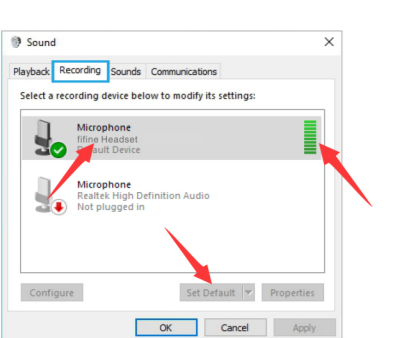 Sound
Playback Recording Sounds Communications
Select a recording device below to modify its settings:
Microphone
fifine Headset
Default Device
Microphone
Realtek High Definition Audio
Not plugged in
Configure Set Default Properties
OK Cancel Apply